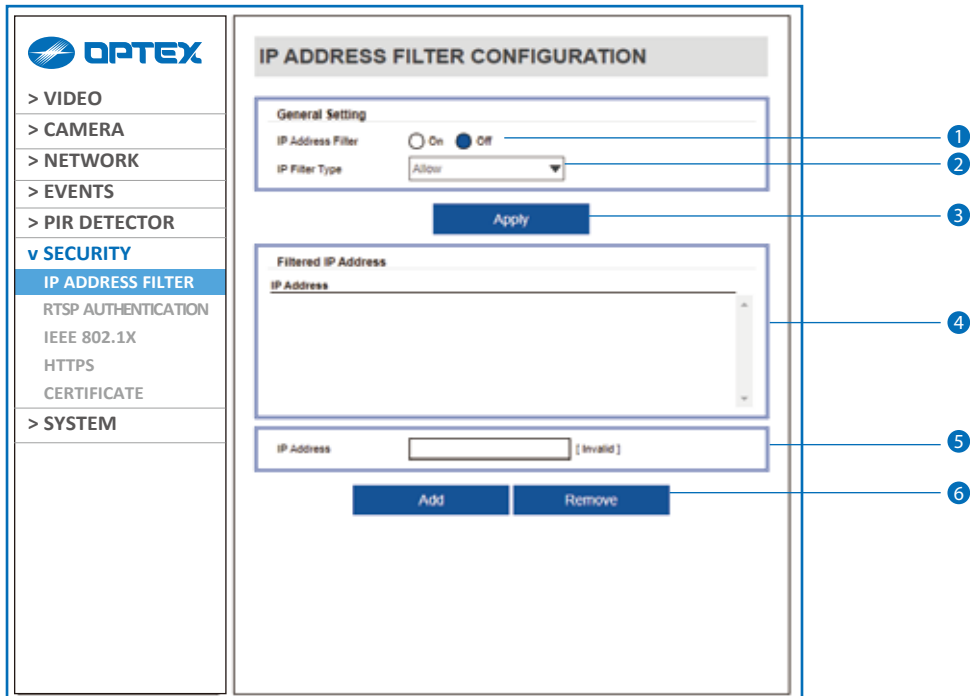 OPTEX
> VIDEO
> CAMERA
> NETWORK
> EVENTS
> PIR DETECTOR
v SECURITY
IP ADDRESS FILTER
RTSP AUTHENTICATION
IEEE 802.1X
HTTPS
CERTIFICATE
> SYSTEM
IP ADDRESS FILTER CONFIGURATION
General Setting
IP Address Filter On Off 1
IP Filter Type Allow 2
Apply 3
Filtered IP Address
IP Address
4
IP Address [ Invalid ] 5
Add Remove 6